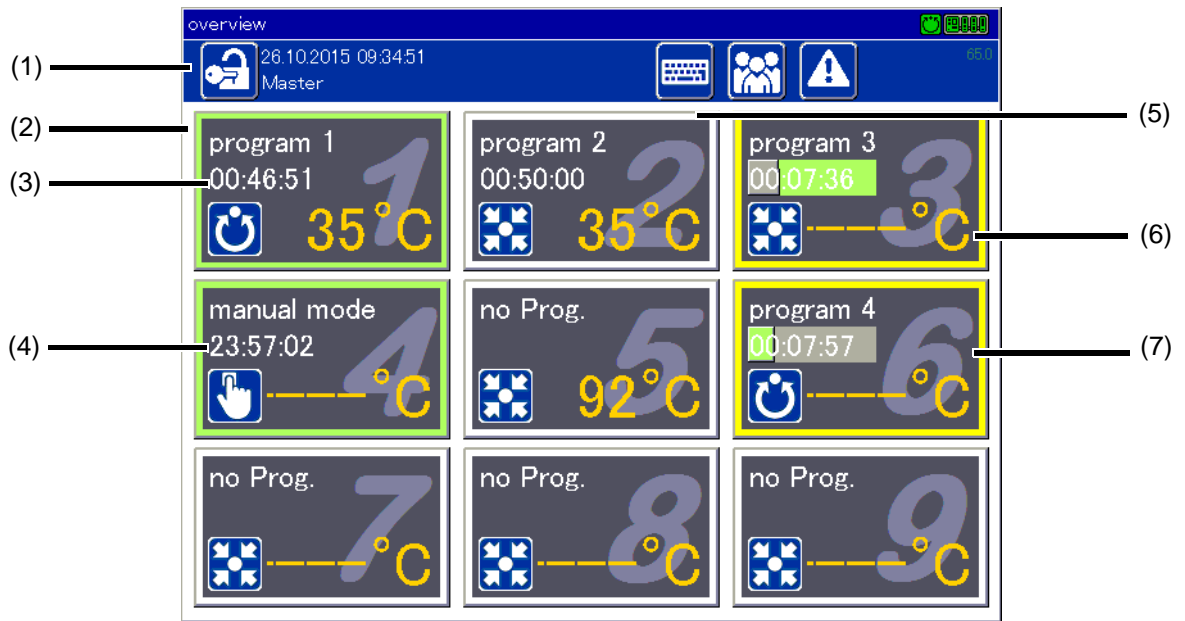 overview
26.10.2015 09:34:51
Master
65.0
(1)
(2)
(3)
(4)
(5)
(6)
(7)
program 1
00:46:51
35°C
1
program 2
00:50:00
35°C
2
program 3
00:07:36
----°C
3
manual mode
23:57:02
----°C
4
no Prog.
92°C
5
program 4
00:07:57
----°C
6
no Prog.
----°C
7
no Prog.
----°C
8
no Prog.
----°C
9